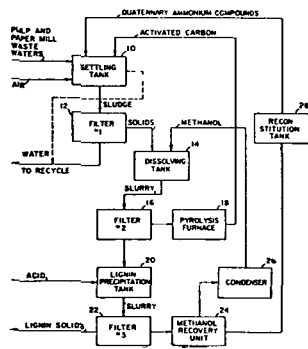 QUATERNARY AMMONIUM COMPOUNDS
PULP AND
PAPER MILL
WASTE
WATERS
ACTIVATED CARBON
10
SETTLING
TANK
AIR
SLUDGE
12
FILTER
#1
SOLIDS
METHANOL
28
RECON
STITUTION
TANK
WATER
TO RECYCLE
14
DISSOLVING
TANK
SLURRY
16
FILTER
#2
18
PYROLYSIS
FURNACE
20
ACID
LIGNIN
PRECIPITATION
TANK
26
CONDENSER
SLURRY
22
LIGNIN SOLIDS
FILTER
#3
24
METHANOL
RECOVERY
UNIT